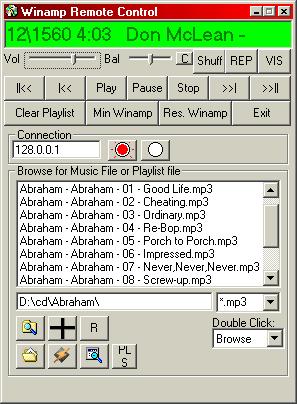 Winamp Remote Control
12\1560 4:03 Don McLean -
Vol Bal C Shuff REP VIS
|<< << Play Pause Stop >>| >||
Clear Playlist Min Winamp Res. Winamp Exit
Connection
128.0.0.1
Browse for Music File or Playlist file
Abraham - Abraham - 01 - Good Life.mp3
Abraham - Abraham - 02 - Cheating.mp3
Abraham - Abraham - 03 - Ordinary.mp3
Abraham - Abraham - 04 - Re-Bop.mp3
Abraham - Abraham - 05 - Porch to Porch.mp3
Abraham - Abraham - 06 - Impressed.mp3
Abraham - Abraham - 07 - Never,Never,Never.mp3
Abraham - Abraham - 08 - Screw-up.mp3
D:\cd\Abraham\ *.mp3
R Double Click:
Browse
PL
S